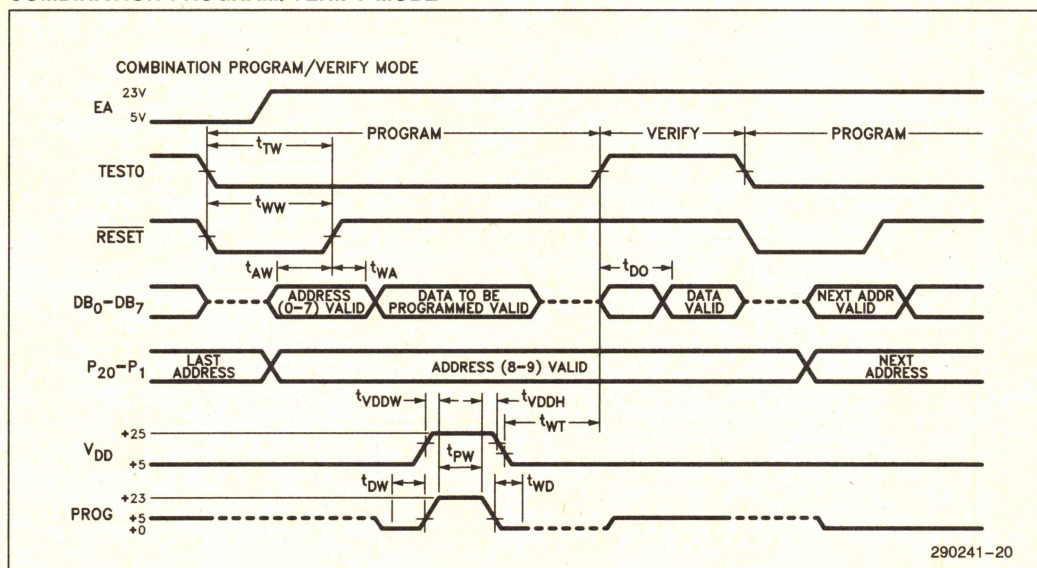 COMBINATION PROGRAM/VERIFY MODE
EA
23V
5V
PROGRAM
VERIFY
PROGRAM
tTW
TEST0
tWW
RESET
tAW
tWA
tDO
DB0-DB7
ADDRESS
(0-7) VALID
DATA TO BE
PROGRAMMED VALID
DATA
VALID
NEXT ADDR
VALID
P20-P1
LAST
ADDRESS
ADDRESS (8-9) VALID
NEXT
ADDRESS
tVDDW
tVDDH
tWT
VDD
+25
+5
tPW
tDW
tWD
PROG
+23
+5
+0
290241-20